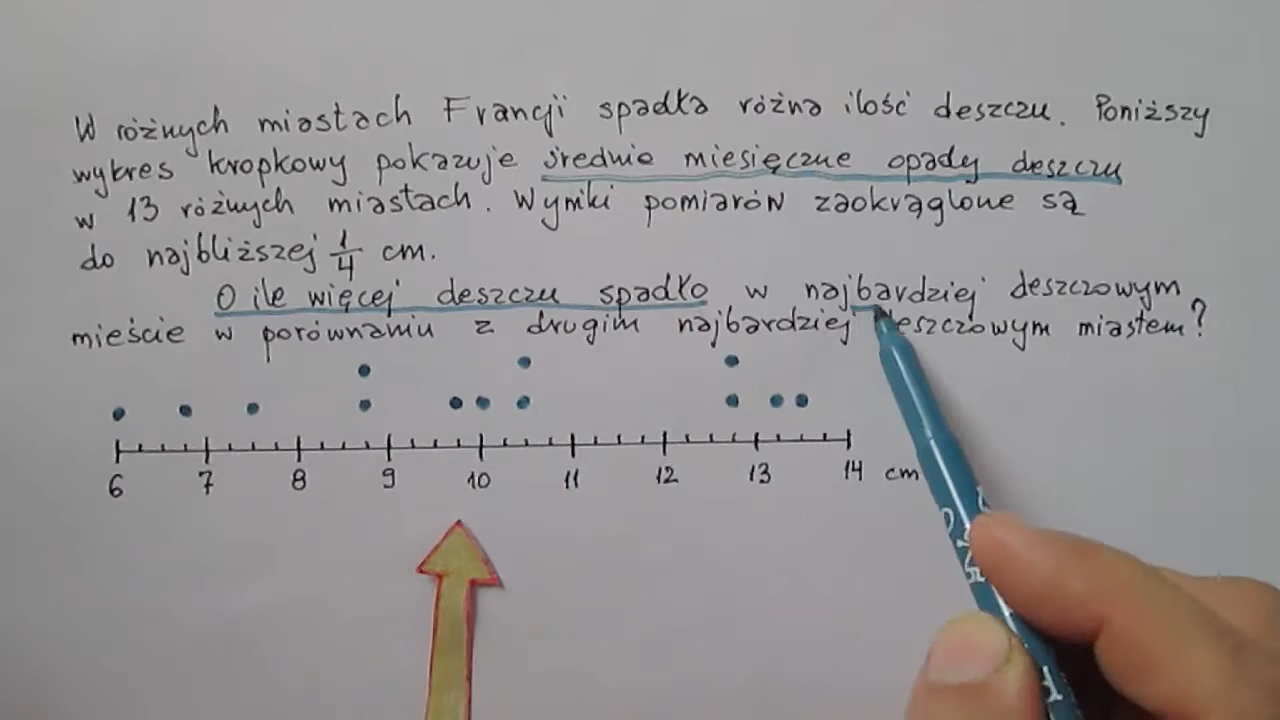 W różnych miastach Francji spadła różna ilość deszczu. Poniższy
wykres kropkowy pokazuje średnie miesięczne opady deszczu
w 13 różnych miastach. Wyniki pomiarów zaokrąglone są
do najbliższej 1/4 cm.
O ile więcej deszczu spadło w najbardziej deszczowym
mieście w porównaniu z drugim najbardziej deszczowym miastem?
6 7 8 9 10 11 12 13 14 cm